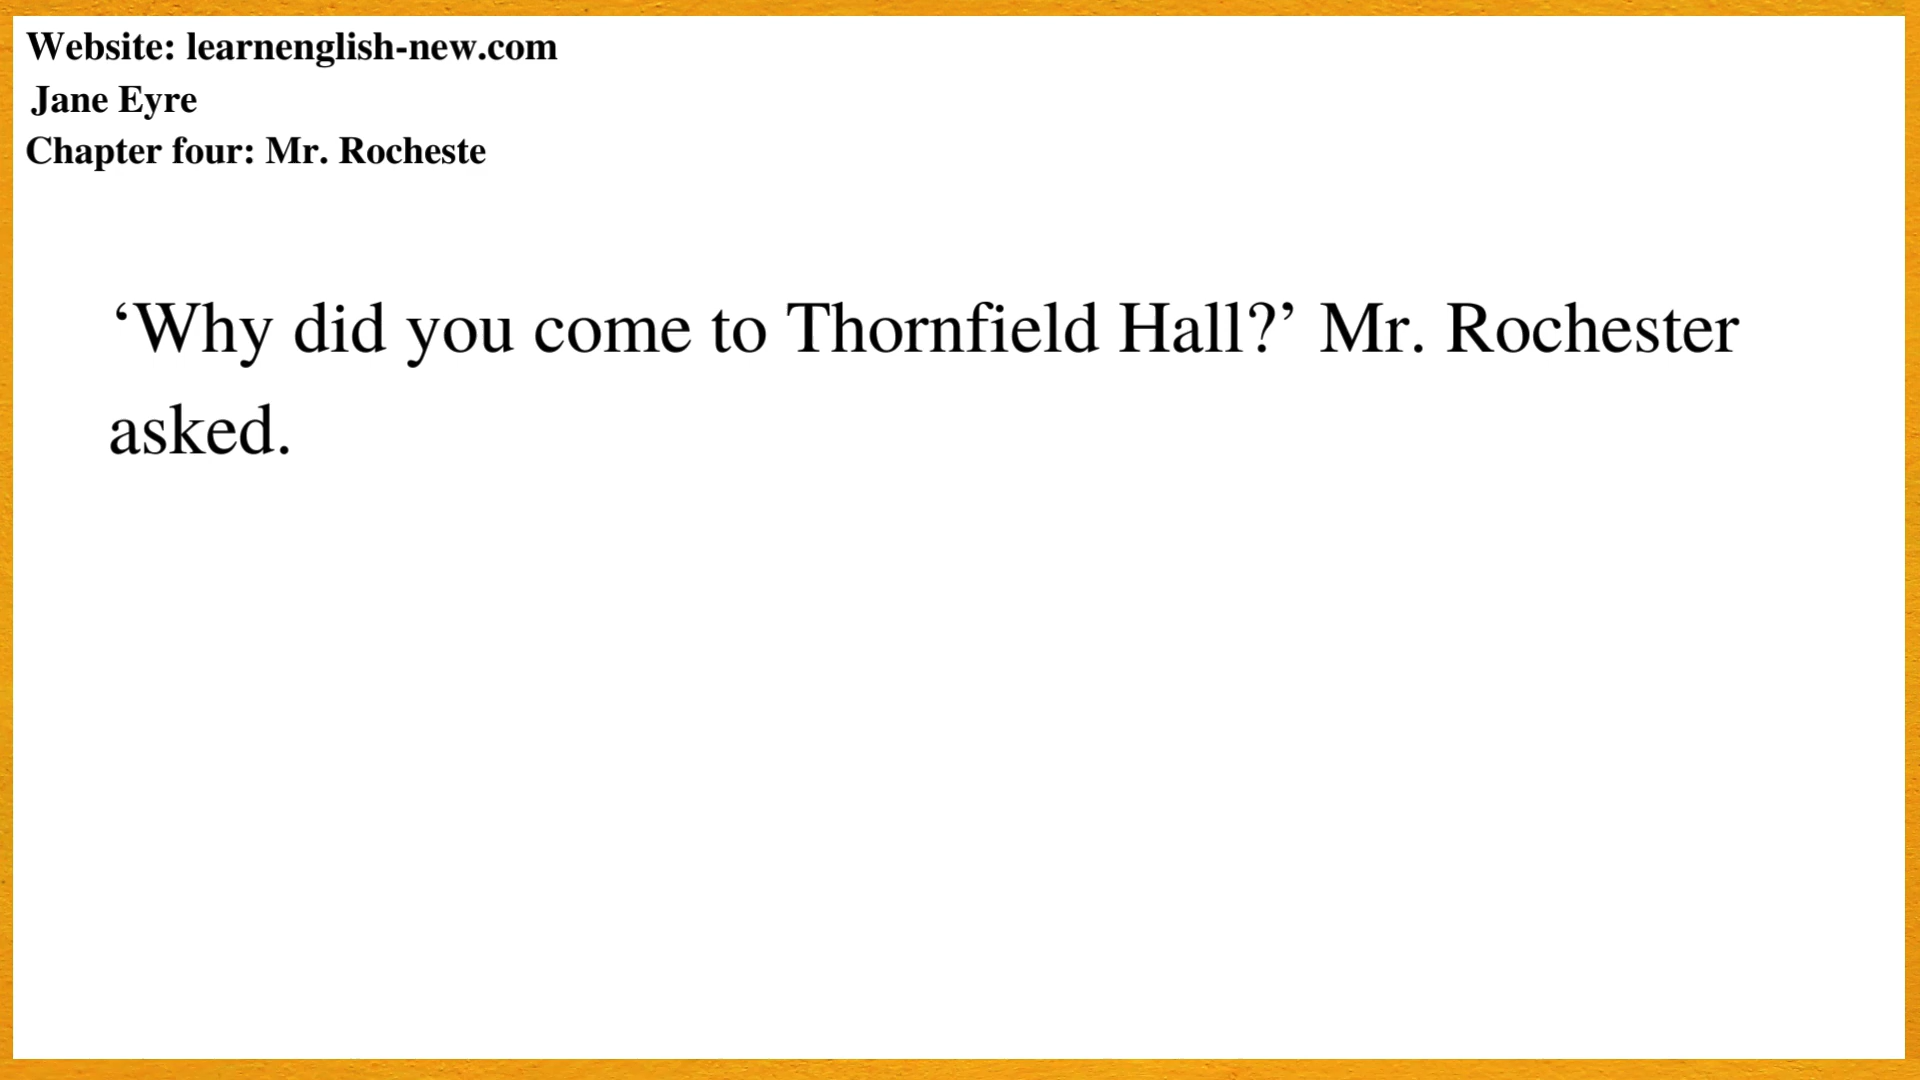 Website: learnenglish-new.com
Jane Eyre
Chapter four: Mr. Rocheste
‘Why did you come to Thornfield Hall?’ Mr. Rochester
asked.